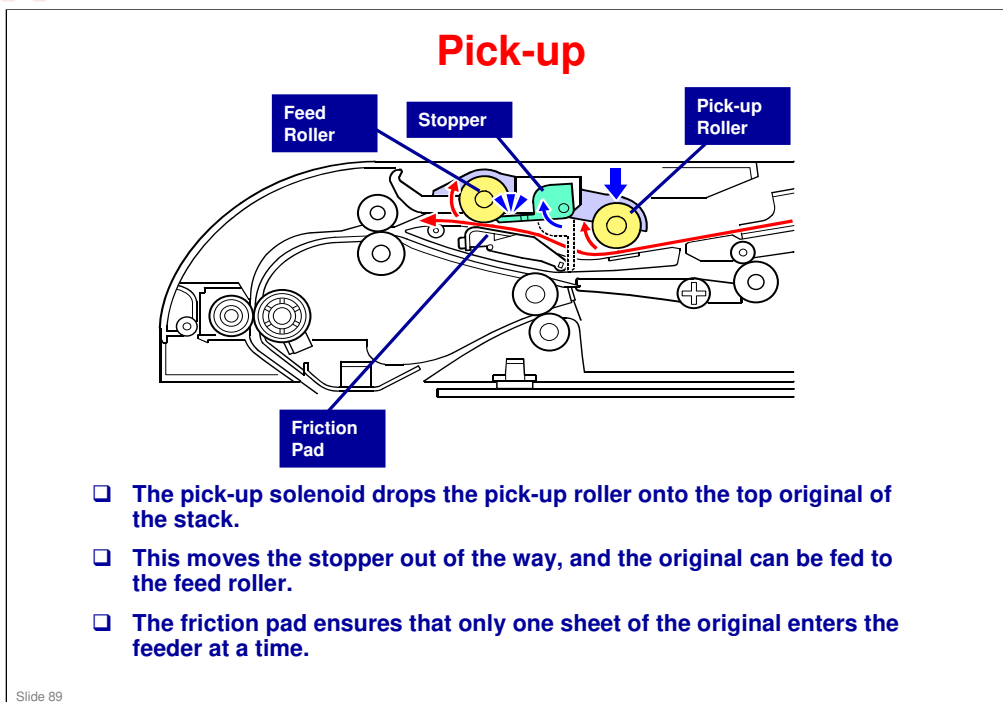 Pick-up
Feed
Roller
Stopper
Pick-up
Roller
Friction
Pad
❑ The pick-up solenoid drops the pick-up roller onto the top original of
the stack.
❑ This moves the stopper out of the way, and the original can be fed to
the feed roller.
❑ The friction pad ensures that only one sheet of the original enters the
feeder at a time.
Slide 89